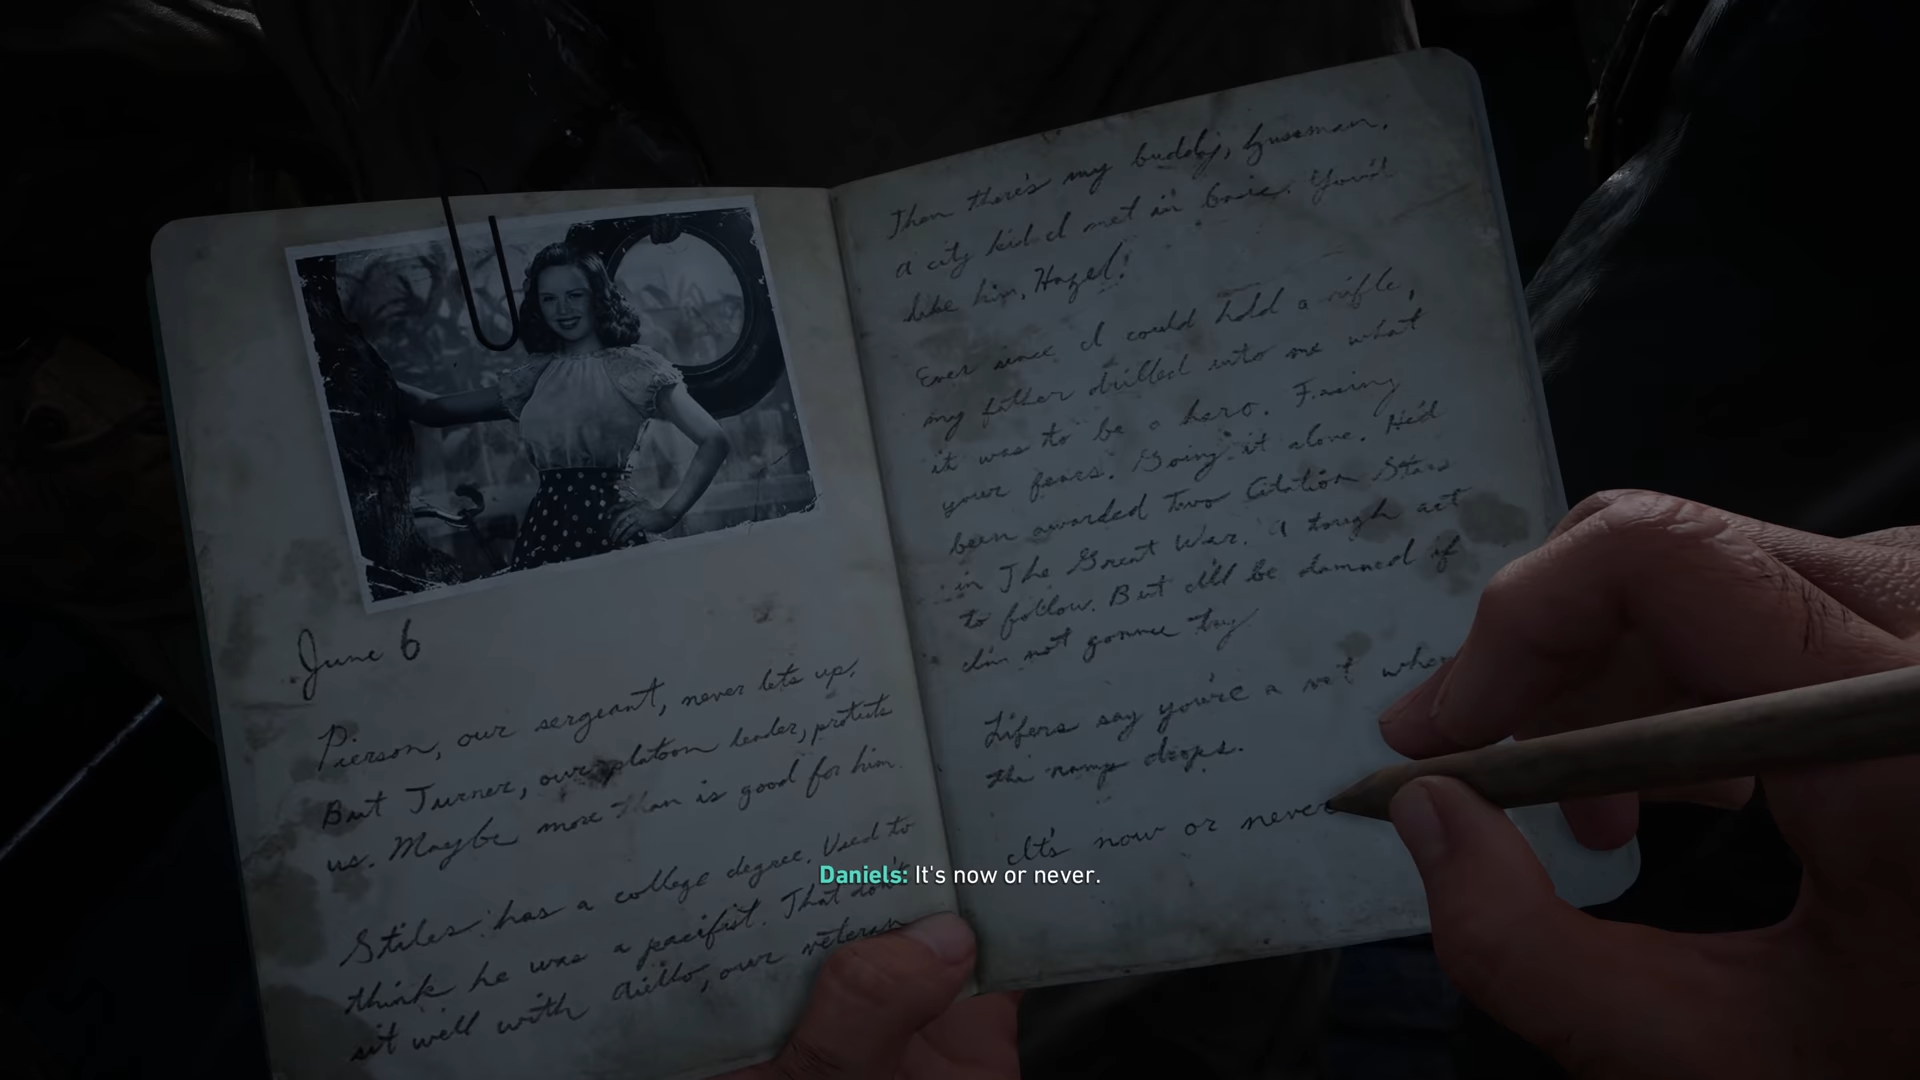 June 6
Pierson, our sergeant, never lets up.
But Turner, our platoon leader, protects
us. Maybe more than is good for him.
Stiles has a college degree. Used to
think he was a pacifist. That don't
sit well with Aiello, our veteran
Then there's my buddy, Zussman.
A city kid I met in basic. You'd
like him, Hazel!
Ever since I could hold a rifle,
my father drilled into me what
it was to be a hero. Facing
your fears. Going it alone. He'd
been awarded Two Citation Stars
in The Great War. A tough act
to follow. But I'll be damned if
I'm not gonna try
Lifers say you're a vet when
the ramp drops.
It's now or never
Daniels: It's now or never.